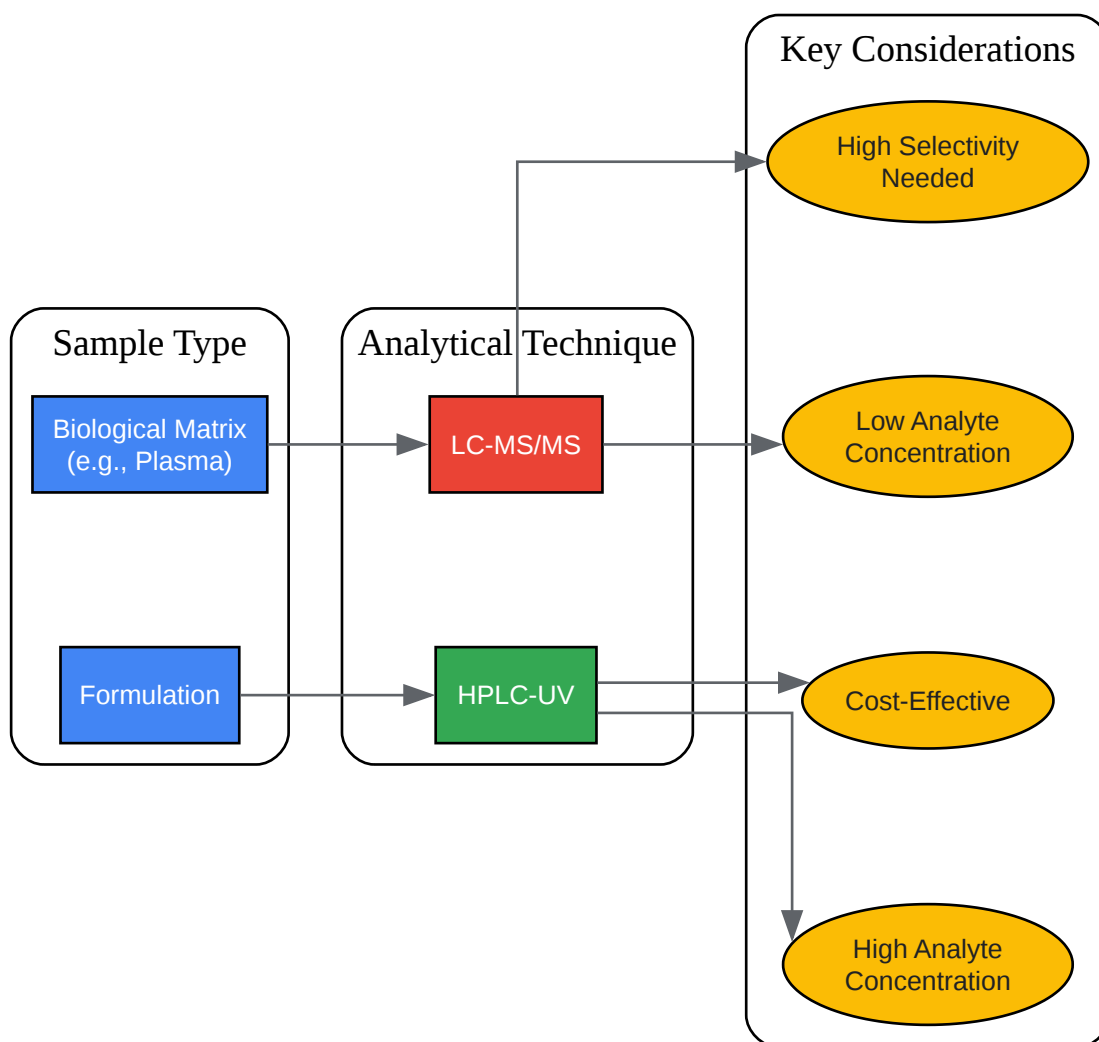 Key Considerations
High Selectivity
Needed
Sample Type
Analytical Technique
Biological Matrix
(e.g., Plasma)
LC-MS/MS
Low Analyte
Concentration
Formulation
HPLC-UV
Cost-Effective
High Analyte
Concentration